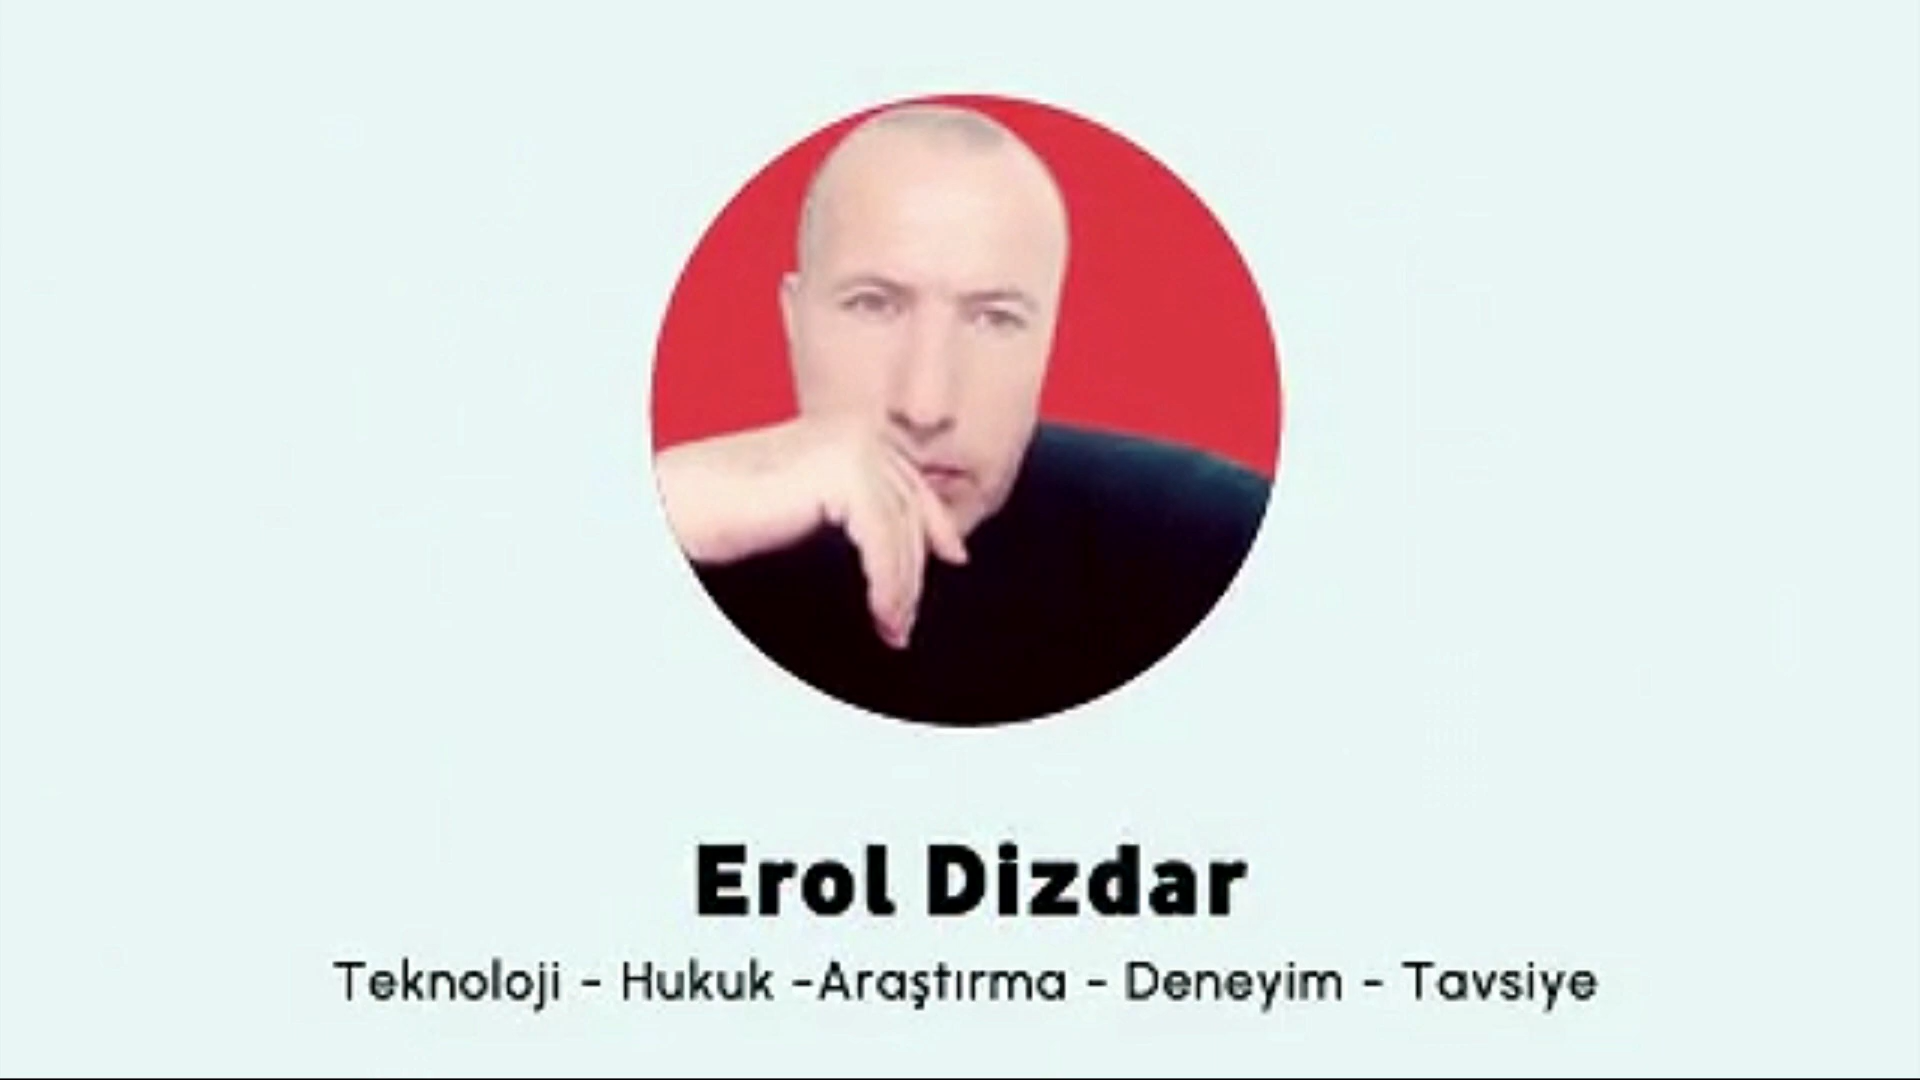 Erol Dizdar
Teknoloji - Hukuk -Araştırma - Deneyim - Tavsiye